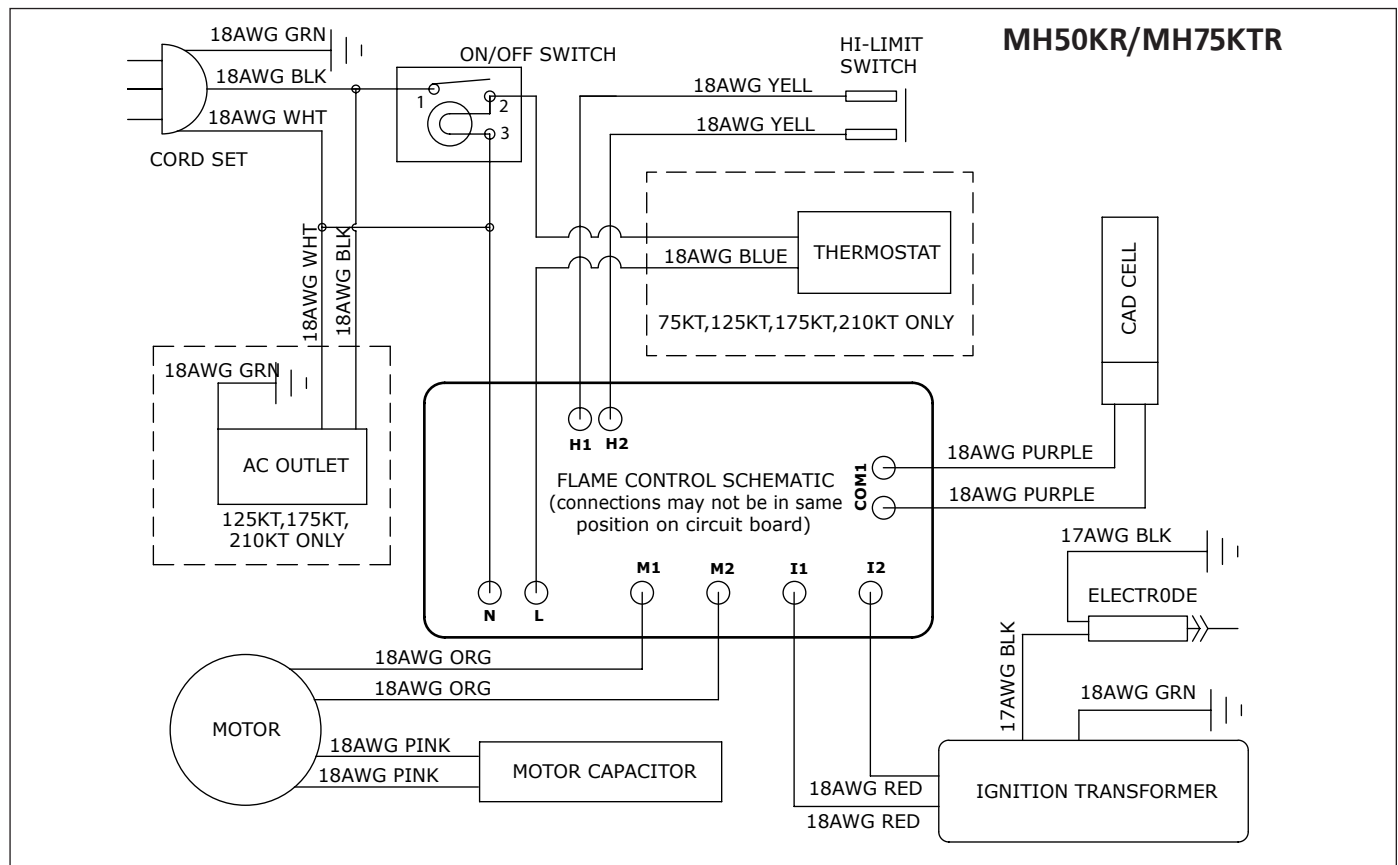 MH50KR/MH75KTR
18AWG GRN
18AWG BLK
18AWG WHT
CORD SET
ON/OFF SWITCH
1
2
3
HI-LIMIT
SWITCH
18AWG YELL
18AWG YELL
18AWG WHT
18AWG BLK
18AWG BLUE
THERMOSTAT
75KT,125KT,175KT,210KT ONLY
CAD CELL
18AWG GRN
AC OUTLET
125KT,175KT,
210KT ONLY
H1
H2
FLAME CONTROL SCHEMATIC
(connections may not be in same
position on circuit board)
COM1
18AWG PURPLE
18AWG PURPLE
M1
M2
I1
I2
N
L
17AWG BLK
ELECTR0DE
17AWG BLK
18AWG GRN
18AWG ORG
18AWG ORG
MOTOR
18AWG PINK
18AWG PINK
MOTOR CAPACITOR
18AWG RED
18AWG RED
IGNITION TRANSFORMER